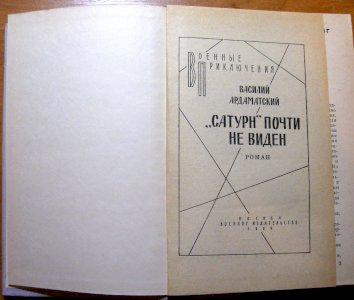 ВОЕННЫЕ
ПРИКЛЮЧЕНИЯ
ВАСИЛИЙ
АРДАМАТСКИЙ
„САТУРН" ПОЧТИ
НЕ ВИДЕН
РОМАН
МОСКВА
ВОЕННОЕ ИЗДАТЕЛЬСТВО